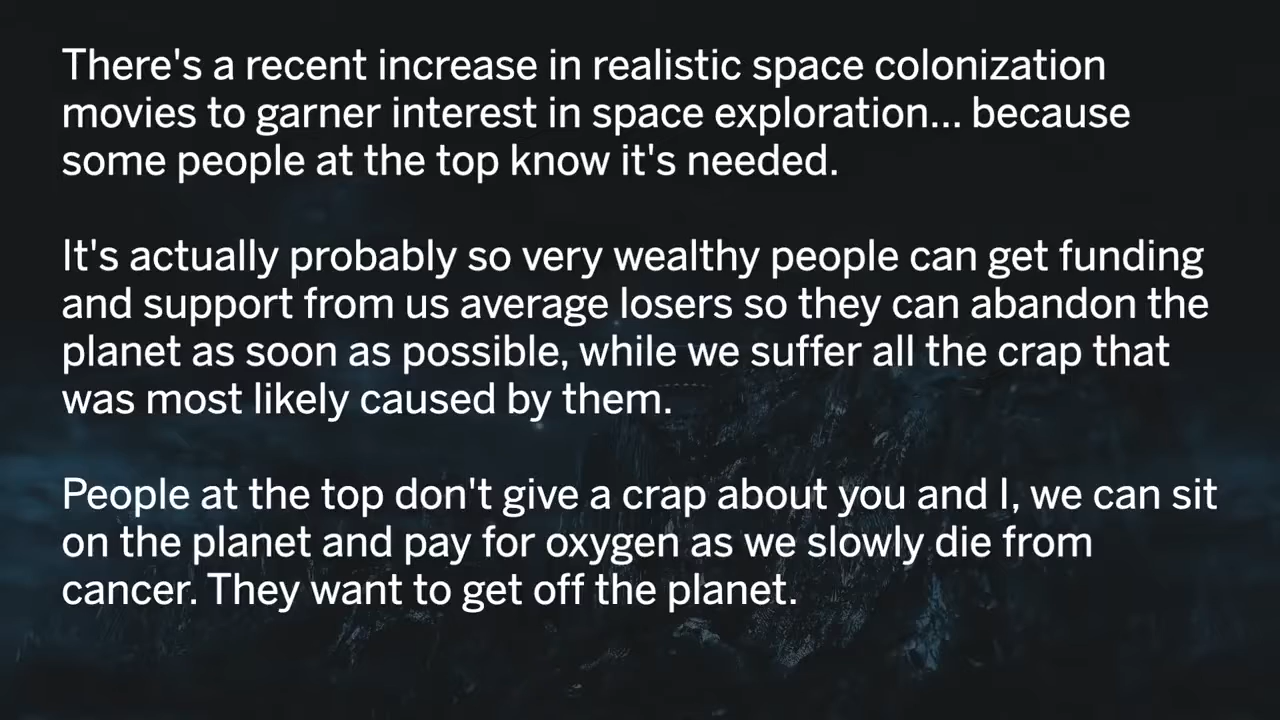 There's a recent increase in realistic space colonization
movies to garner interest in space exploration... because
some people at the top know it's needed.
It's actually probably so very wealthy people can get funding
and support from us average losers so they can abandon the
planet as soon as possible, while we suffer all the crap that
was most likely caused by them.
People at the top don't give a crap about you and I, we can sit
on the planet and pay for oxygen as we slowly die from
cancer. They want to get off the planet.